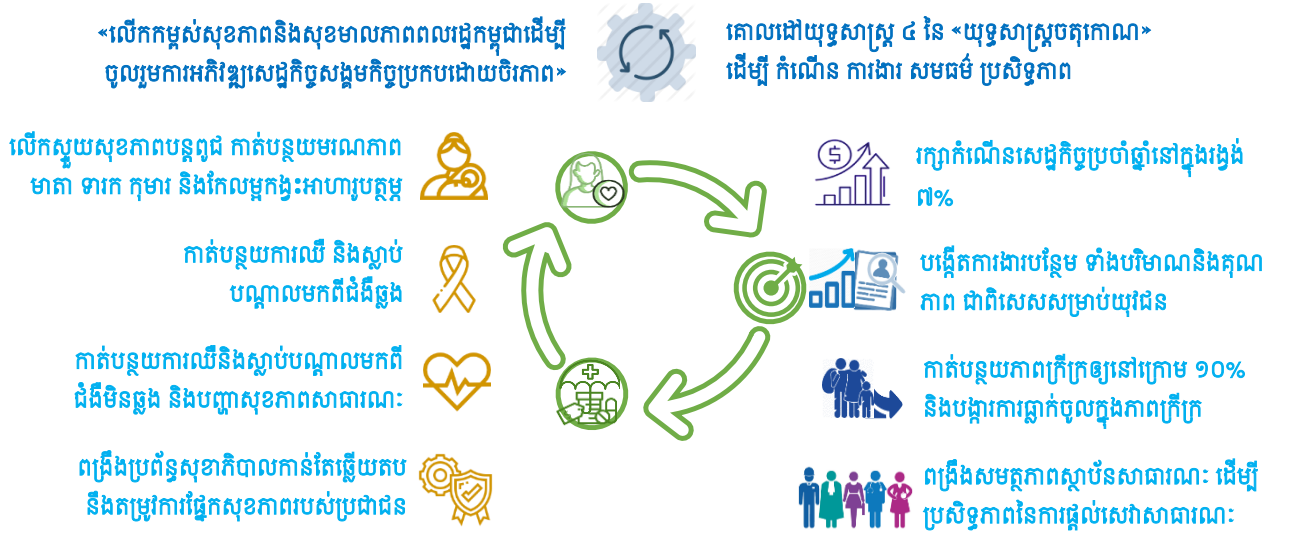 «លើកកម្ពស់សុខភាពនិងសុខមាលភាពពលរដ្ឋកម្ពុជាដើម្បី
ចូលរួមការអភិវឌ្ឍសេដ្ឋកិច្ចសង្គមកិច្ចប្រកបដោយចិរភាព»
លើកស្ទួយសុខភាពបន្តពូជ កាត់បន្ថយមរណភាព
មាតា ទារក កុមារ និងកែលម្អកង្វះអាហារូបត្ថម្ភ
កាត់បន្ថយការឈឺ និងស្លាប់
បណ្ដាលមកពីជំងឺឆ្លង
កាត់បន្ថយការឈឺនិងស្លាប់បណ្ដាលមកពី
ជំងឺមិនឆ្លង និងបញ្ហាសុខភាពសាធារណៈ
ពង្រឹងប្រព័ន្ធសុខាភិបាលកាន់តែឆ្លើយតប
នឹងតម្រូវការផ្នែកសុខភាពរបស់ប្រជាជន
គោលដៅយុទ្ធសាស្ត្រ ៤ នៃ «យុទ្ធសាស្ត្រចតុកោណ»
ដើម្បី កំណើន ការងារ សមធម៌ ប្រសិទ្ធភាព
រក្សាកំណើនសេដ្ឋកិច្ចប្រចាំឆ្នាំនៅក្នុងរង្វង់
៧%
បង្កើតការងារបន្ថែម ទាំងបរិមាណនិងគុណ
ភាព ជាពិសេសសម្រាប់យុវជន
កាត់បន្ថយភាពក្រីក្រឲ្យនៅក្រោម ១០%
និងបង្ការការធ្លាក់ចូលក្នុងភាពក្រីក្រ
ពង្រឹងសមត្ថភាពស្ថាប័នសាធារណៈ ដើម្បី
ប្រសិទ្ធភាពនៃការផ្ដល់សេវាសាធារណៈ